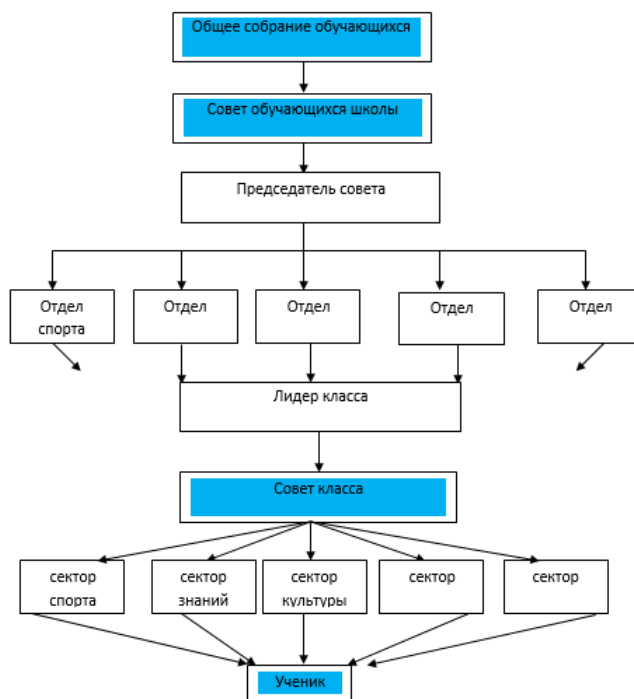 Общее собрание обучающихся
Совет обучающихся школы
Председатель совета
Отдел
спорта
Отдел
Отдел
Отдел
Отдел
Лидер класса
Совет класса
сектор
спорта
сектор
знаний
сектор
культуры
сектор
сектор
Ученик